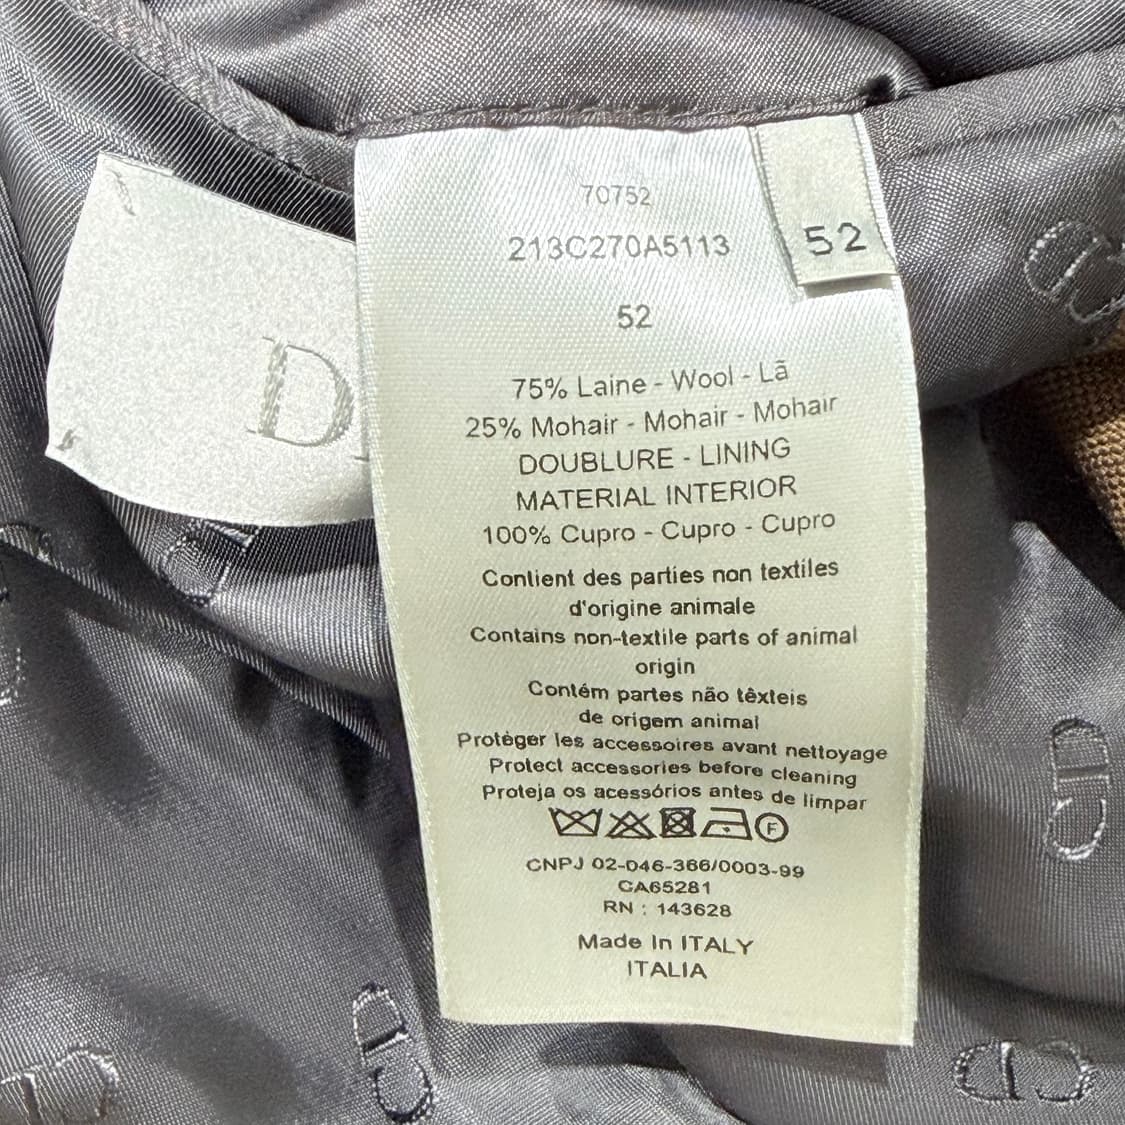 70752
213C270A5113
52
52
75% Laine - Wool - Lã
25% Mohair - Mohair - Mohair
DOUBLURE - LINING
MATERIAL INTERIOR
100% Cupro - Cupro - Cupro
Contient des parties non textiles
d'origine animale
Contains non-textile parts of animal
origin
Contém partes não têxteis
de origem animal
Protéger les accessoires avant nettoyage
Protect accessories before cleaning
Proteja os acessórios antes de limpar
F
CNPJ 02-046-366/0003-99
CA65281
RN : 143628
Made In ITALY
ITALIA
D